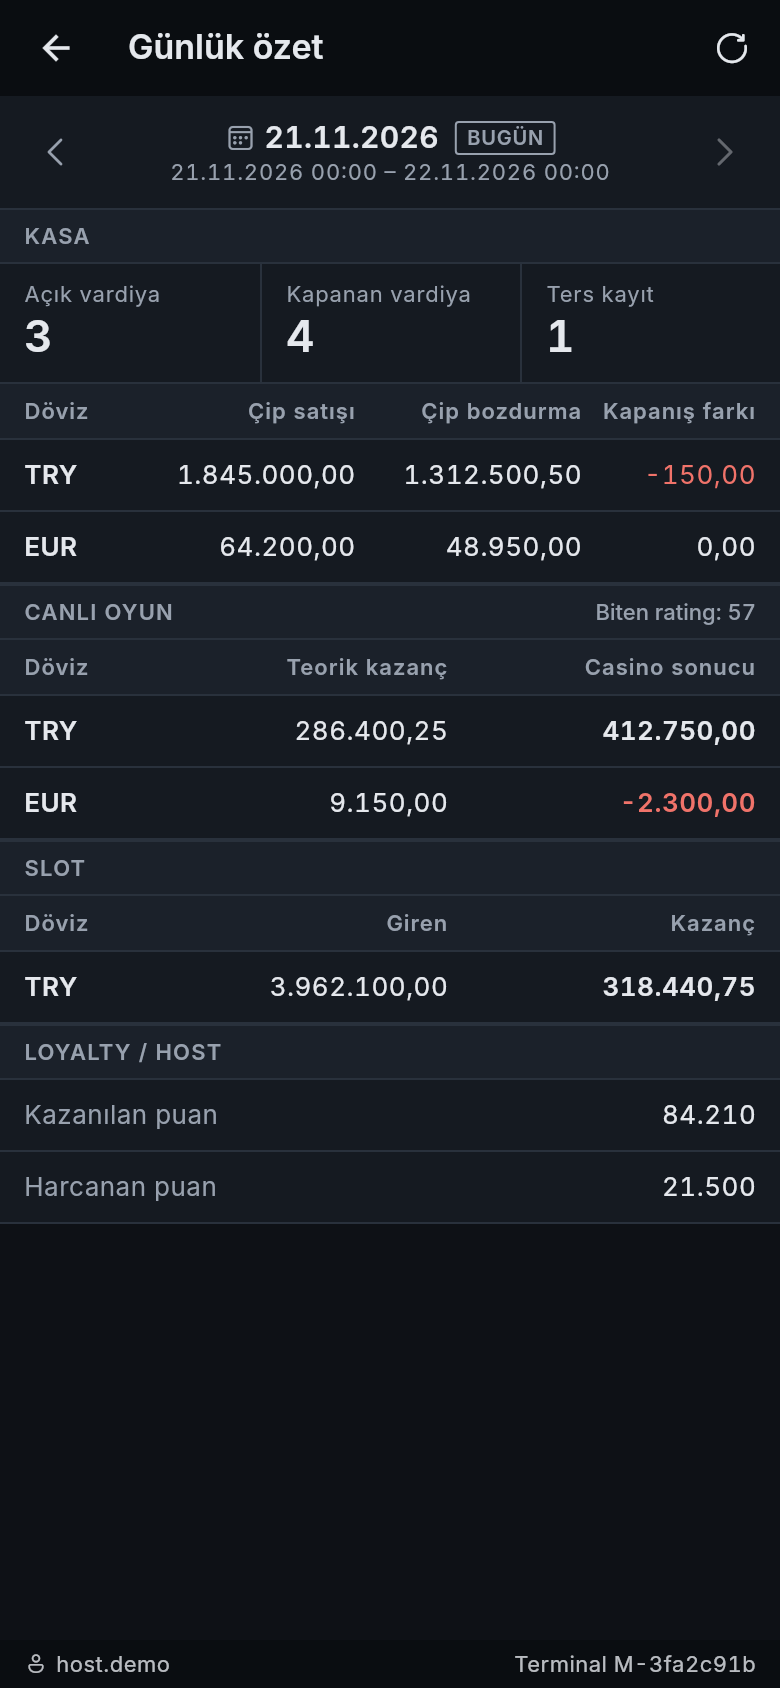 Günlük özet
21.11.2026 BUGÜN
21.11.2026 00:00 – 22.11.2026 00:00
KASA
Açık vardiya Kapanan vardiya Ters kayıt
3 4 1
Döviz Çip satışı Çip bozdurma Kapanış farkı
TRY 1.845.000,00 1.312.500,50 -150,00
EUR 64.200,00 48.950,00 0,00
CANLI OYUN Biten rating: 57
Döviz Teorik kazanç Casino sonucu
TRY 286.400,25 412.750,00
EUR 9.150,00 -2.300,00
SLOT
Döviz Giren Kazanç
TRY 3.962.100,00 318.440,75
LOYALTY / HOST
Kazanılan puan 84.210
Harcanan puan 21.500
host.demo Terminal M-3fa2c91b